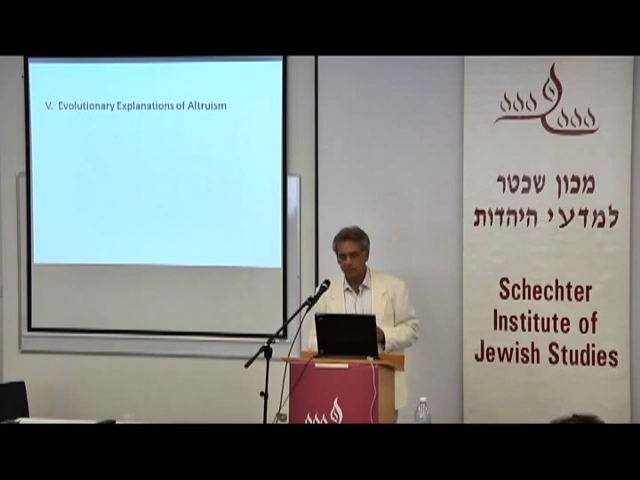 V. Evolutionary Explanations of Altruism
מכון שכטר
למדעי היהדות
Schechter
Institute of
Jewish Studies